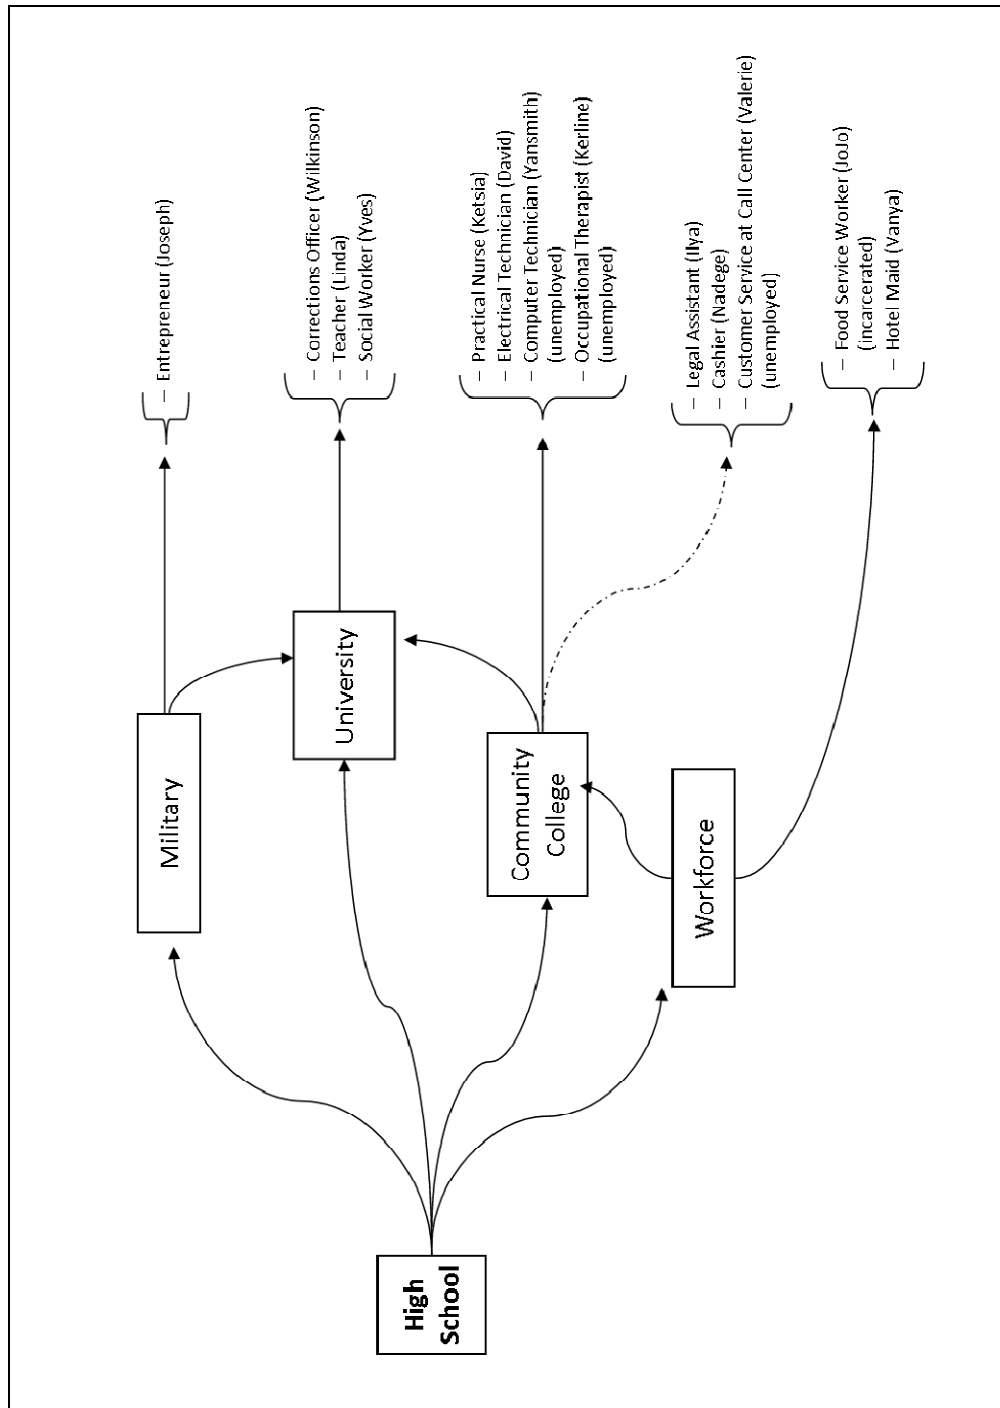 High
School
Military
University
Community
College
Workforce
– Entrepreneur (Joseph)
– Corrections Officer (Wilkinson)
– Teacher (Linda)
– Social Worker (Yves)
– Practical Nurse (Ketsia)
– Electrical Technician (David)
– Computer Technician (Yansmith)
(unemployed)
– Occupational Therapist (Kerline)
(unemployed)
– Legal Assistant (Ilya)
– Cashier (Nadege)
– Customer Service at Call Center (Valerie)
(unemployed)
– Food Service Worker (JoJo)
(incarcerated)
– Hotel Maid (Vanya)